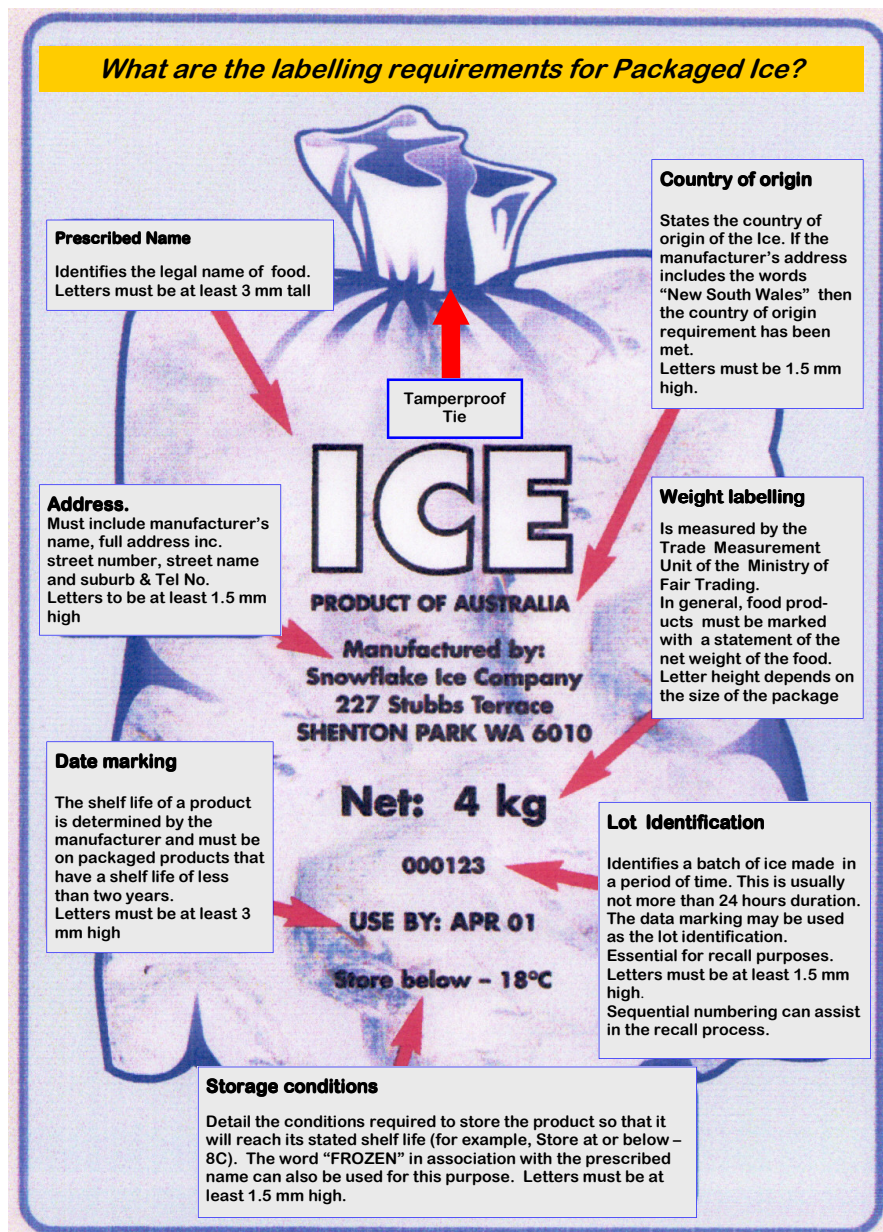 What are the labelling requirements for Packaged Ice?
Country of origin
States the country of
origin of the Ice. If the
manufacturer's address
includes the words
“New South Wales” then
the country of origin
requirement has been
met.
Letters must be 1.5 mm
high.
Prescribed Name
Identifies the legal name of food.
Letters must be at least 3 mm tall
Tamperproof
Tie
ICE
PRODUCT OF AUSTRALIA
Manufactured by:
Snowflake Ice Company
227 Stubbs Terrace
SHENTON PARK WA 6010
Net: 4 kg
000123
USE BY: APR 01
Store below – 18°C
Address.
Must include manufacturer's
name, full address inc.
street number, street name
and suburb & Tel No.
Letters to be at least 1.5 mm
high
Weight labelling
Is measured by the
Trade Measurement
Unit of the Ministry of
Fair Trading.
In general, food prod-
ucts must be marked
with a statement of the
net weight of the food.
Letter height depends on
the size of the package
Date marking
The shelf life of a product
is determined by the
manufacturer and must be
on packaged products that
have a shelf life of less
than two years.
Letters must be at least 3
mm high
Lot Identification
Identifies a batch of ice made in
a period of time. This is usually
not more than 24 hours duration.
The data marking may be used
as the lot identification.
Essential for recall purposes.
Letters must be at least 1.5 mm
high.
Sequential numbering can assist
in the recall process.
Storage conditions
Detail the conditions required to store the product so that it
will reach its stated shelf life (for example, Store at or below –
8C). The word “FROZEN” in association with the prescribed
name can also be used for this purpose. Letters must be at
least 1.5 mm high.